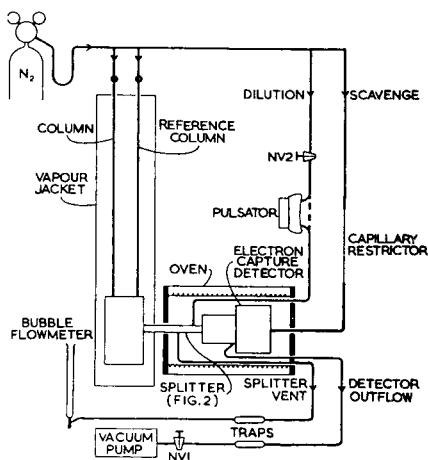 N₂
DILUTION
SCAVENGE
COLUMN
REFERENCE
COLUMN
NV2
VAPOUR
JACKET
PULSATOR
ELECTRON
CAPTURE
DETECTOR
CAPILLARY
RESTRICTOR
OVEN
BUBBLE
FLOWMETER
SPLITTER
(FIG.2)
SPLITTER
VENT
DETECTOR
OUTFLOW
TRAPS
VACUUM
PUMP
NV1